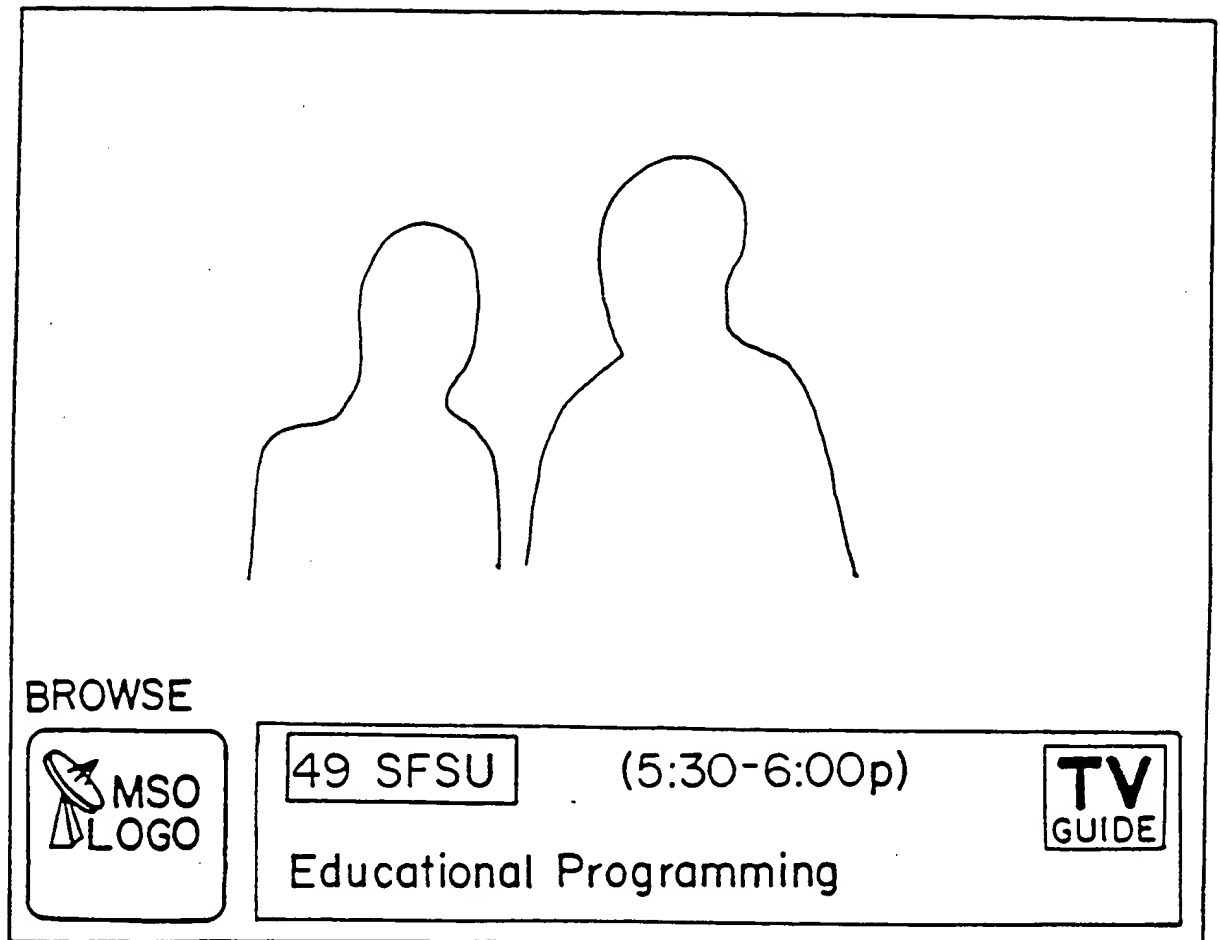 BROWSE
MSO
LOGO
49 SFSU (5:30-6:00p)
Educational Programming
TV
GUIDE